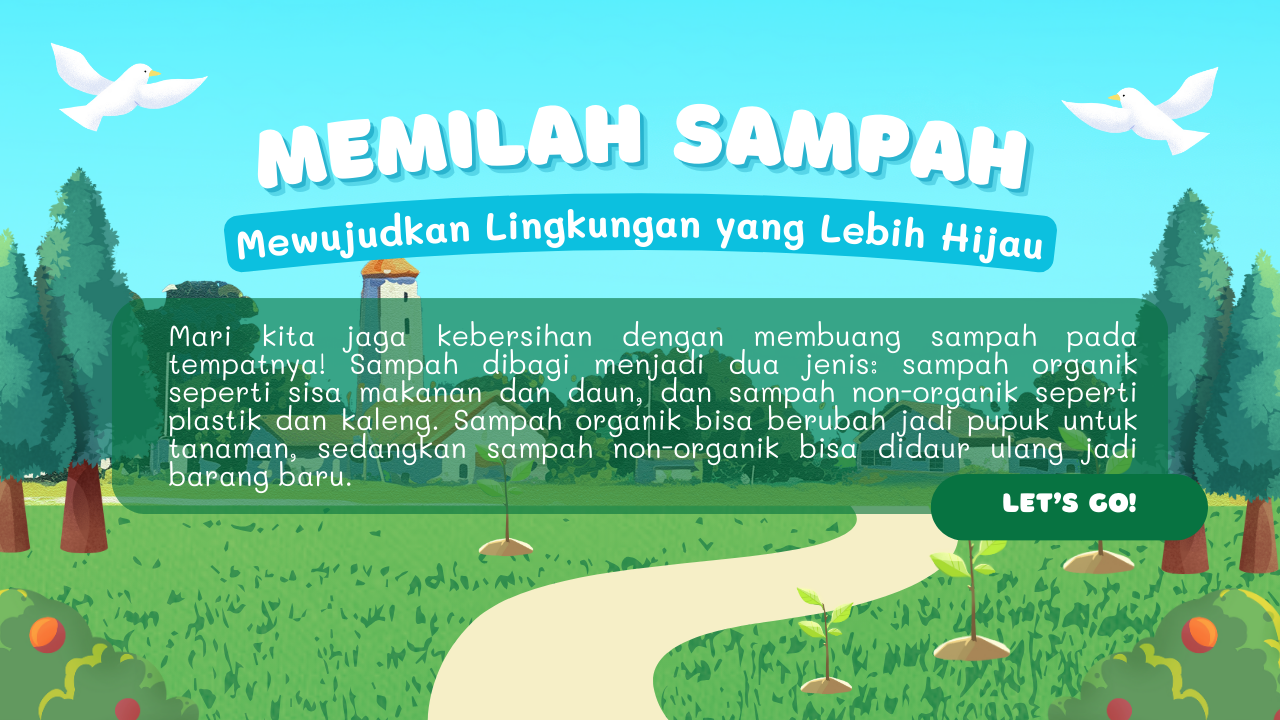 MEMILAH SAMPAH
Mewujudkan Lingkungan yang Lebih Hijau
Mari kita jaga kebersihan dengan membuang sampah pada
tempatnya! Sampah dibagi menjadi dua jenis: sampah organik
seperti sisa makanan dan daun, dan sampah non-organik seperti
plastik dan kaleng. Sampah organik bisa berubah jadi pupuk untuk
tanaman, sedangkan sampah non-organik bisa didaur ulang jadi
barang baru.
LET'S GO!